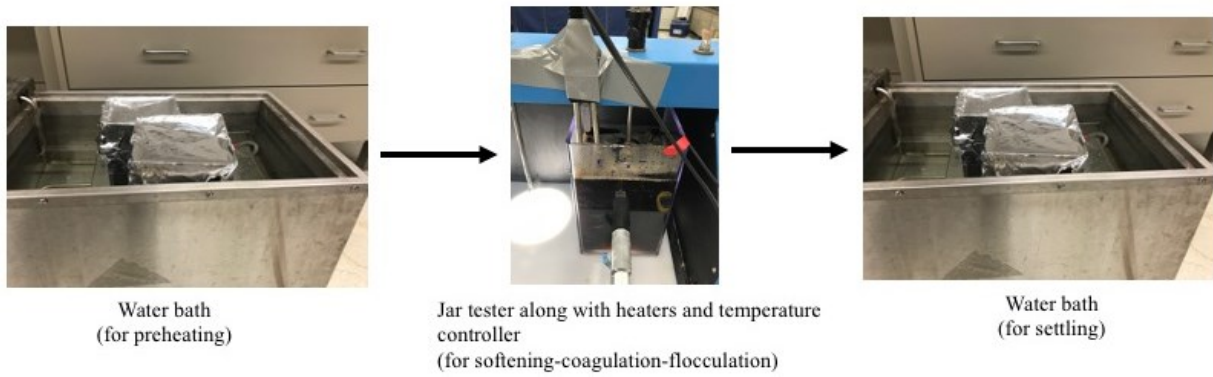 Water bath
(for preheating)
Jar tester along with heaters and temperature
controller
(for softening-coagulation-flocculation)
Water bath
(for settling)